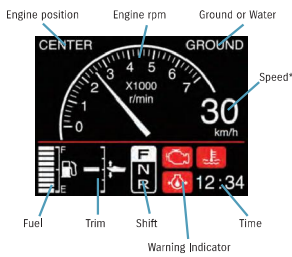 Engine position Engine rpm Ground or Water
CENTER GROUND
0 1 2 3 4 5 6 7
X1000
r/min
Speed*
30
km/h
F
E
F
N
R
12:34
Fuel Trim Shift Time
Warning Indicator